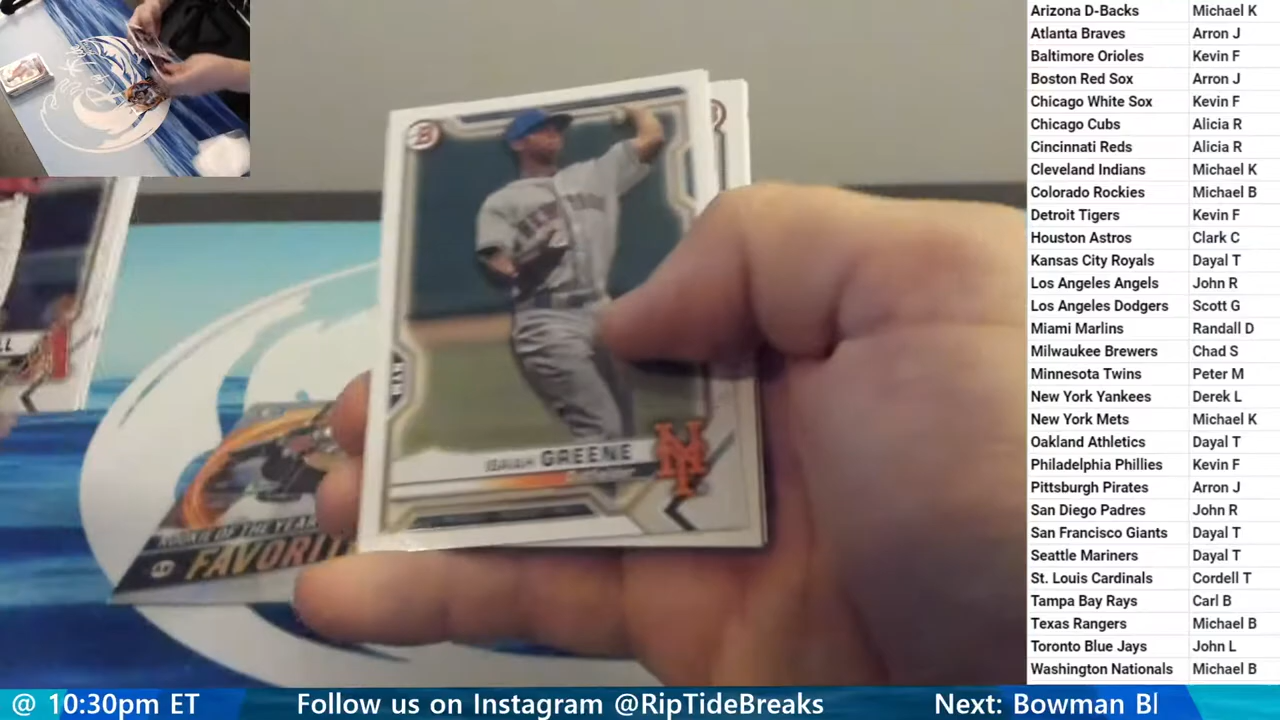 Arizona D-Backs Michael K
Atlanta Braves Arron J
Baltimore Orioles Kevin F
Boston Red Sox Arron J
Chicago White Sox Kevin F
Chicago Cubs Alicia R
Cincinnati Reds Alicia R
Cleveland Indians Michael K
Colorado Rockies Michael B
Detroit Tigers Kevin F
Houston Astros Clark C
Kansas City Royals Dayal T
Los Angeles Angels John R
Los Angeles Dodgers Scott G
Miami Marlins Randall D
Milwaukee Brewers Chad S
Minnesota Twins Peter M
New York Yankees Derek L
New York Mets Michael K
Oakland Athletics Dayal T
Philadelphia Phillies Kevin F
Pittsburgh Pirates Arron J
San Diego Padres John R
San Francisco Giants Dayal T
Seattle Mariners Dayal T
St. Louis Cardinals Cordell T
Tampa Bay Rays Carl B
Texas Rangers Michael B
Toronto Blue Jays John L
Washington Nationals Michael B
B
NEW YORK
ISAIAH GREENE
NY
ROOKIE OF THE YEAR
FAVORIT
LL
@ 10:30pm ET Follow us on Instagram @RipTideBreaks Next: Bowman Bl